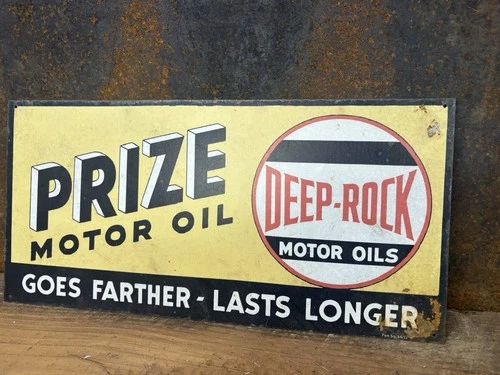 PRIZE
MOTOR OIL
DEEP-ROCK
MOTOR OILS
GOES FARTHER - LASTS LONGER